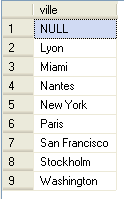 ville
1 NULL
2 Lyon
3 Miami
4 Nantes
5 New York
6 Paris
7 San Francisco
8 Stockholm
9 Washington